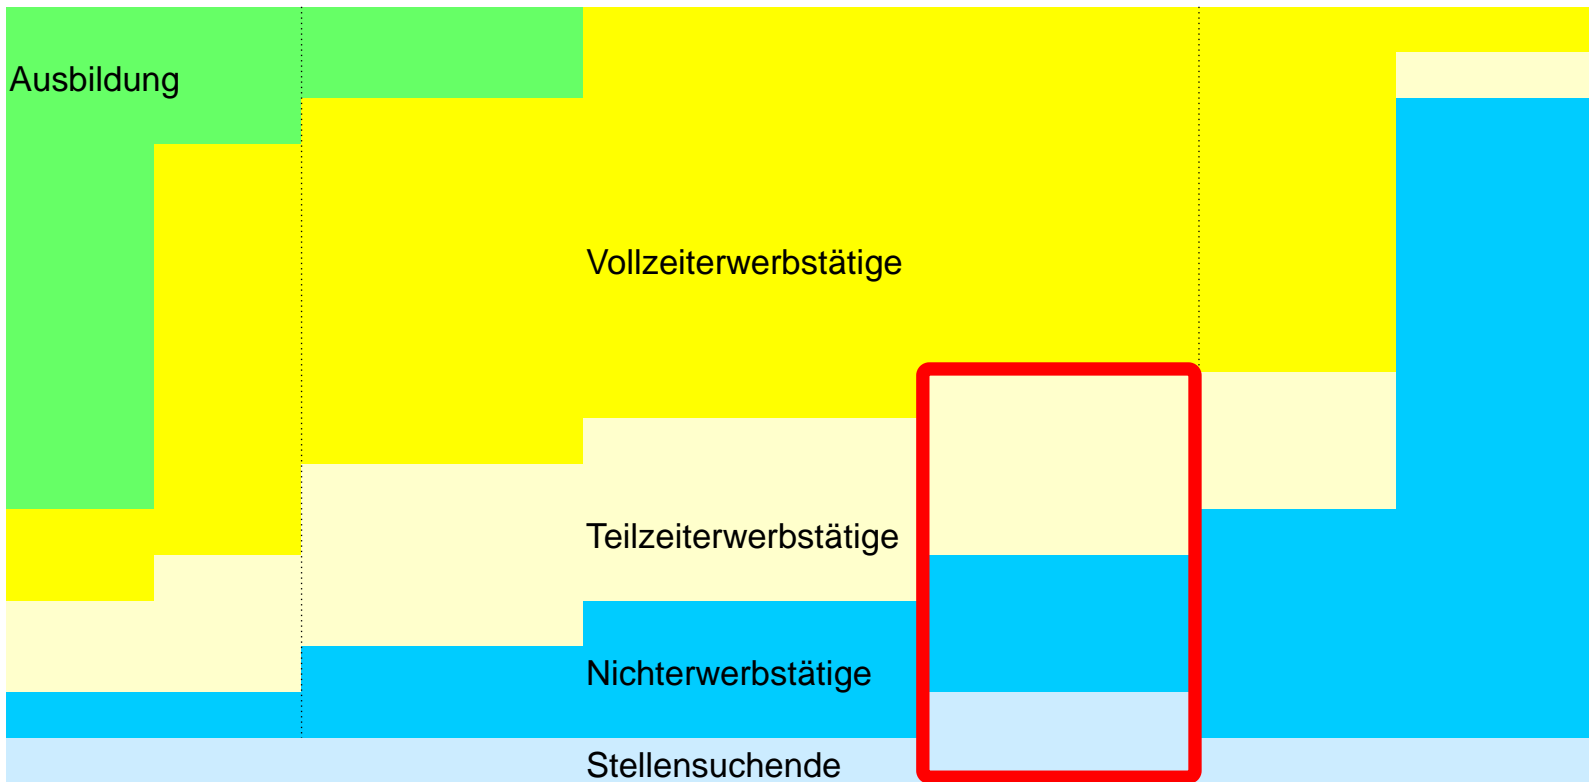 Ausbildung
Vollzeiterwerbstätige
Teilzeiterwerbstätige
Nichterwerbstätige
Stellensuchende